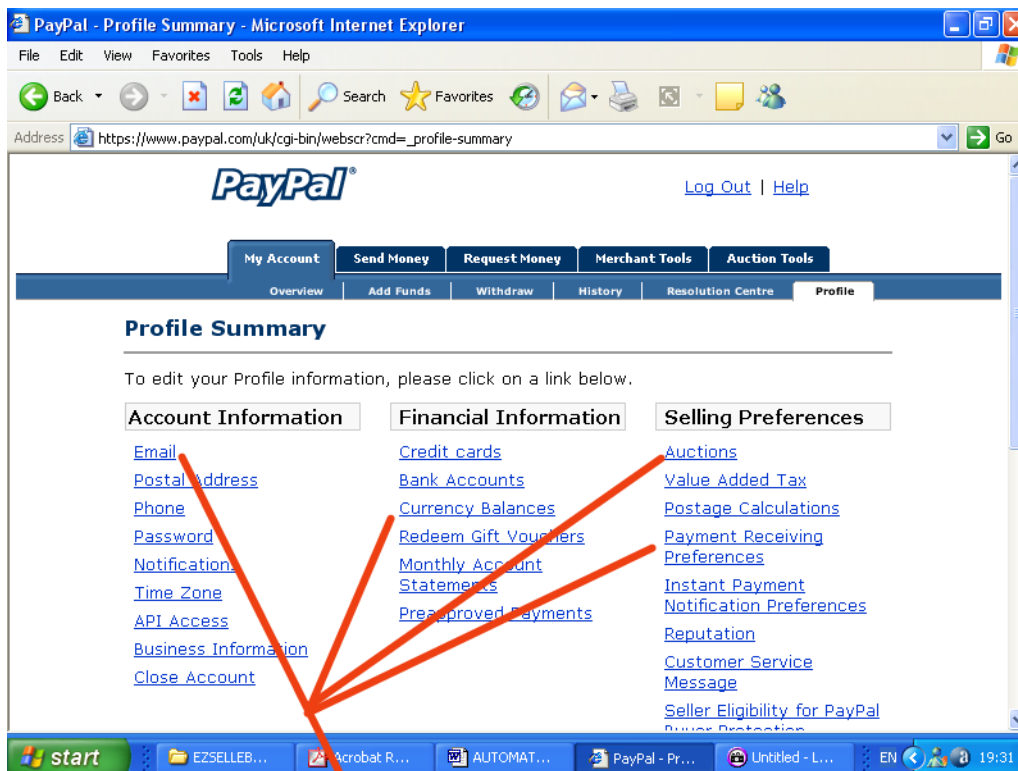 PayPal - Profile Summary - Microsoft Internet Explorer
File Edit View Favorites Tools Help
Back Search Favorites
Address https://www.paypal.com/uk/cgi-bin/webscr?cmd=_profile-summary Go
PayPal®
Log Out | Help
My Account Send Money Request Money Merchant Tools Auction Tools
Overview Add Funds Withdraw History Resolution Centre Profile
Profile Summary
To edit your Profile information, please click on a link below.
Account Information
Email
Postal Address
Phone
Password
Notifications
Time Zone
API Access
Business Information
Close Account
Financial Information
Credit cards
Bank Accounts
Currency Balances
Redeem Gift Vouchers
Monthly Account
Statements
Preapproved Payments
Selling Preferences
Auctions
Value Added Tax
Postage Calculations
Payment Receiving
Preferences
Instant Payment
Notification Preferences
Reputation
Customer Service
Message
Seller Eligibility for PayPal
Buyer Protection
start EZSELLEB... Acrobat R... AUTOMAT... PayPal - Pr... Untitled - L... EN 19:31